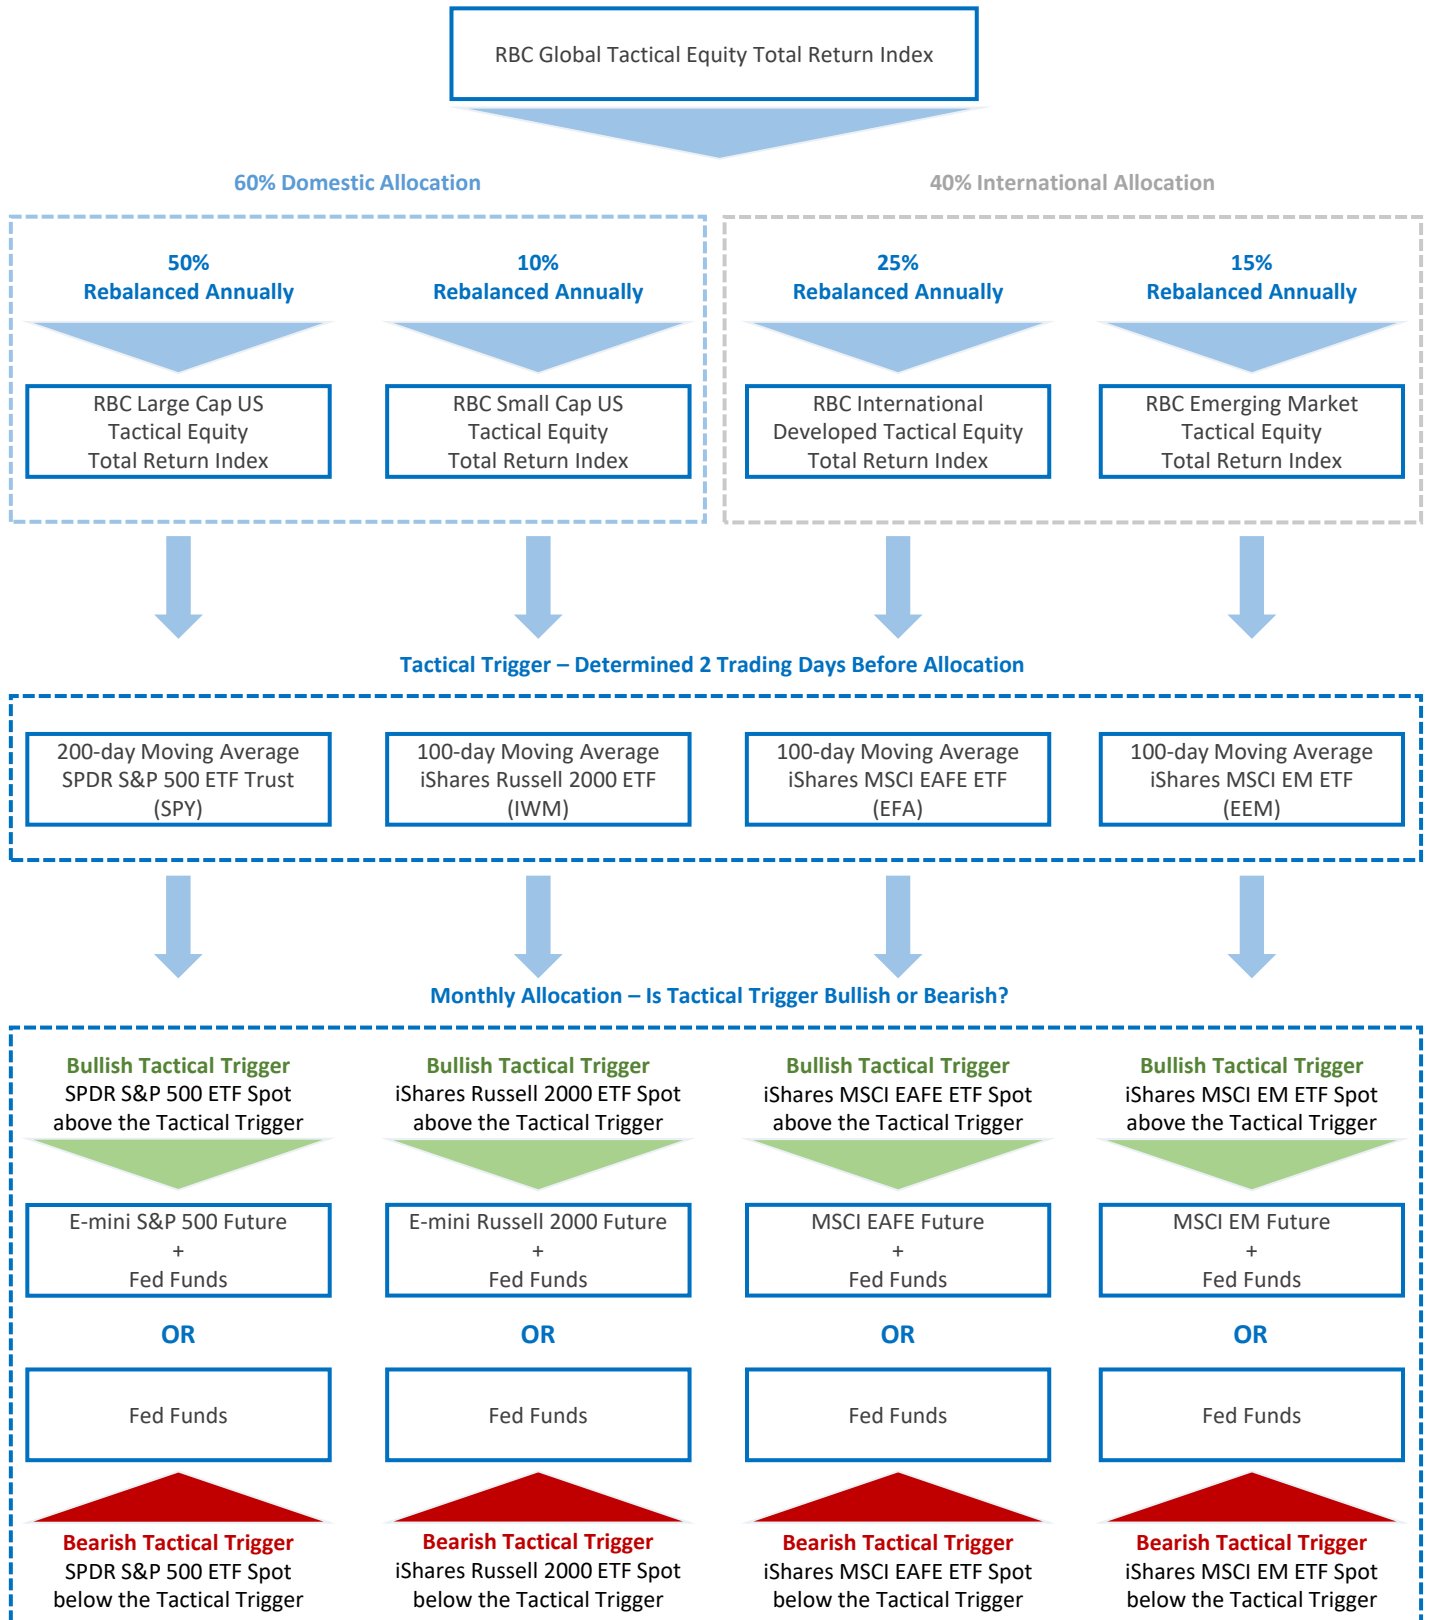 RBC Global Tactical Equity Total Return Index
60% Domestic Allocation
40% International Allocation
50%
Rebalanced Annually
10%
Rebalanced Annually
25%
Rebalanced Annually
15%
Rebalanced Annually
RBC Large Cap US
Tactical Equity
Total Return Index
RBC Small Cap US
Tactical Equity
Total Return Index
RBC International
Developed Tactical Equity
Total Return Index
RBC Emerging Market
Tactical Equity
Total Return Index
Tactical Trigger – Determined 2 Trading Days Before Allocation
200-day Moving Average
SPDR S&P 500 ETF Trust
(SPY)
100-day Moving Average
iShares Russell 2000 ETF
(IWM)
100-day Moving Average
iShares MSCI EAFE ETF
(EFA)
100-day Moving Average
iShares MSCI EM ETF
(EEM)
Monthly Allocation – Is Tactical Trigger Bullish or Bearish?
Bullish Tactical Trigger
SPDR S&P 500 ETF Spot
above the Tactical Trigger
Bullish Tactical Trigger
iShares Russell 2000 ETF Spot
above the Tactical Trigger
Bullish Tactical Trigger
iShares MSCI EAFE ETF Spot
above the Tactical Trigger
Bullish Tactical Trigger
iShares MSCI EM ETF Spot
above the Tactical Trigger
E-mini S&P 500 Future
+
Fed Funds
E-mini Russell 2000 Future
+
Fed Funds
MSCI EAFE Future
+
Fed Funds
MSCI EM Future
+
Fed Funds
OR
OR
OR
OR
Fed Funds
Fed Funds
Fed Funds
Fed Funds
Bearish Tactical Trigger
SPDR S&P 500 ETF Spot
below the Tactical Trigger
Bearish Tactical Trigger
iShares Russell 2000 ETF Spot
below the Tactical Trigger
Bearish Tactical Trigger
iShares MSCI EAFE ETF Spot
below the Tactical Trigger
Bearish Tactical Trigger
iShares MSCI EM ETF Spot
below the Tactical Trigger